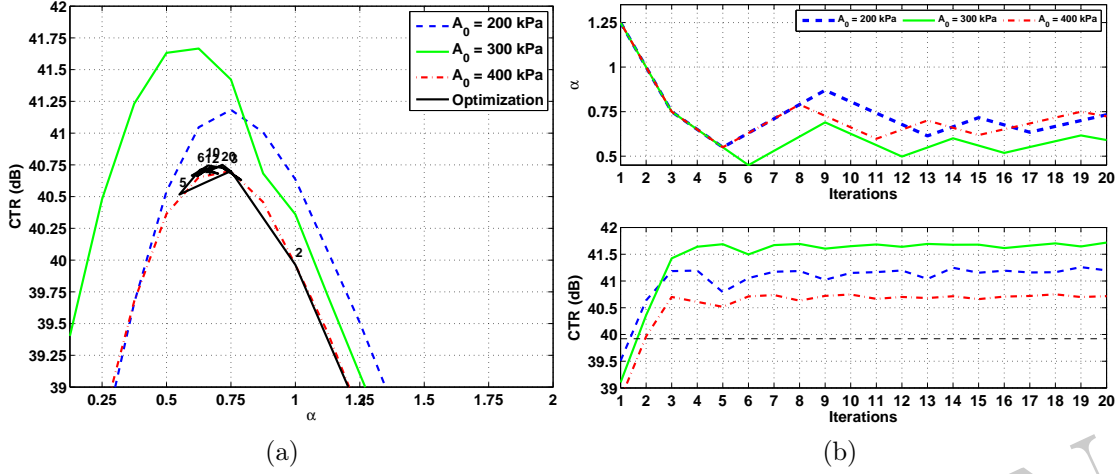 42
41.75
41.5
41.25
41
40.75
40.5
40.25
40
39.75
39.5
39.25
39
CTR (dB)
0.25 0.5 0.75 1 1.25 1.5 1.75 2
α
A0 = 200 kPa
A0 = 300 kPa
A0 = 400 kPa
Optimization
2
5
20
(a)
1.25
1
0.75
0.5
α
A0 = 200 kPa A0 = 300 kPa A0 = 400 kPa
1 2 3 4 5 6 7 8 9 10 11 12 13 14 15 16 17 18 19 20
Iterations
42
41.5
41
40.5
40
39.5
39
CTR (dB)
1 2 3 4 5 6 7 8 9 10 11 12 13 14 15 16 17 18 19 20
Iterations
(b)